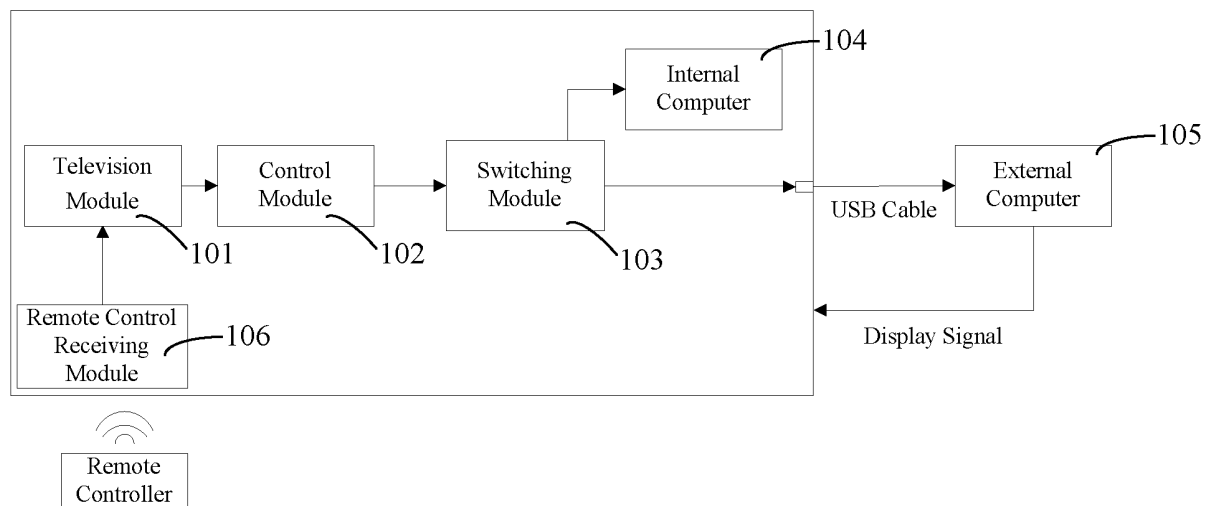 104
Internal
Computer
105
Television
Module
101
Control
Module
102
Switching
Module
103
External
Computer
USB Cable
Remote Control
Receiving
Module
106
Display Signal
Remote
Controller